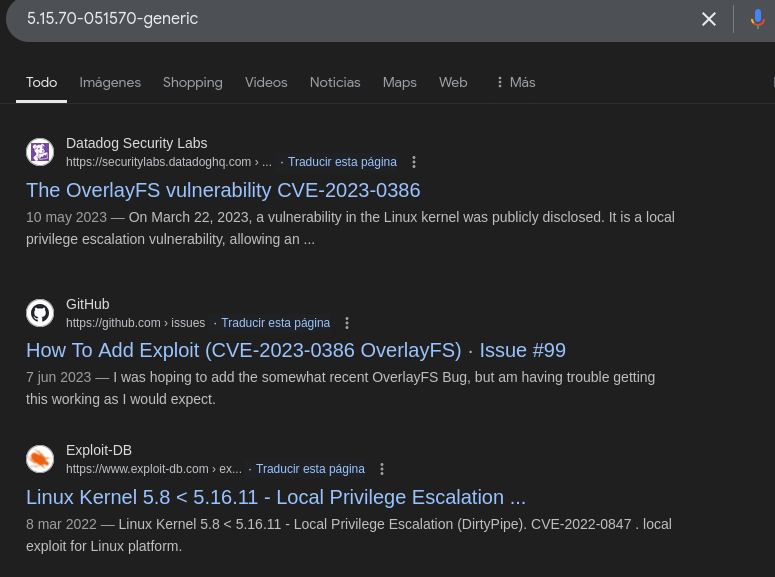 5.15.70-051570-generic
Todo Imágenes Shopping Videos Noticias Maps Web Más
Datadog Security Labs
https://securitylabs.datadoghq.com › ... · Traducir esta página
The OverlayFS vulnerability CVE-2023-0386
10 may 2023 — On March 22, 2023, a vulnerability in the Linux kernel was publicly disclosed. It is a local
privilege escalation vulnerability, allowing an ...
GitHub
https://github.com › issues · Traducir esta página
How To Add Exploit (CVE-2023-0386 OverlayFS) · Issue #99
7 jun 2023 — I was hoping to add the somewhat recent OverlayFS Bug, but am having trouble getting
this working as I would expect.
Exploit-DB
https://www.exploit-db.com › ex... · Traducir esta página
Linux Kernel 5.8 < 5.16.11 - Local Privilege Escalation ...
8 mar 2022 — Linux Kernel 5.8 < 5.16.11 - Local Privilege Escalation (DirtyPipe). CVE-2022-0847 . local
exploit for Linux platform.